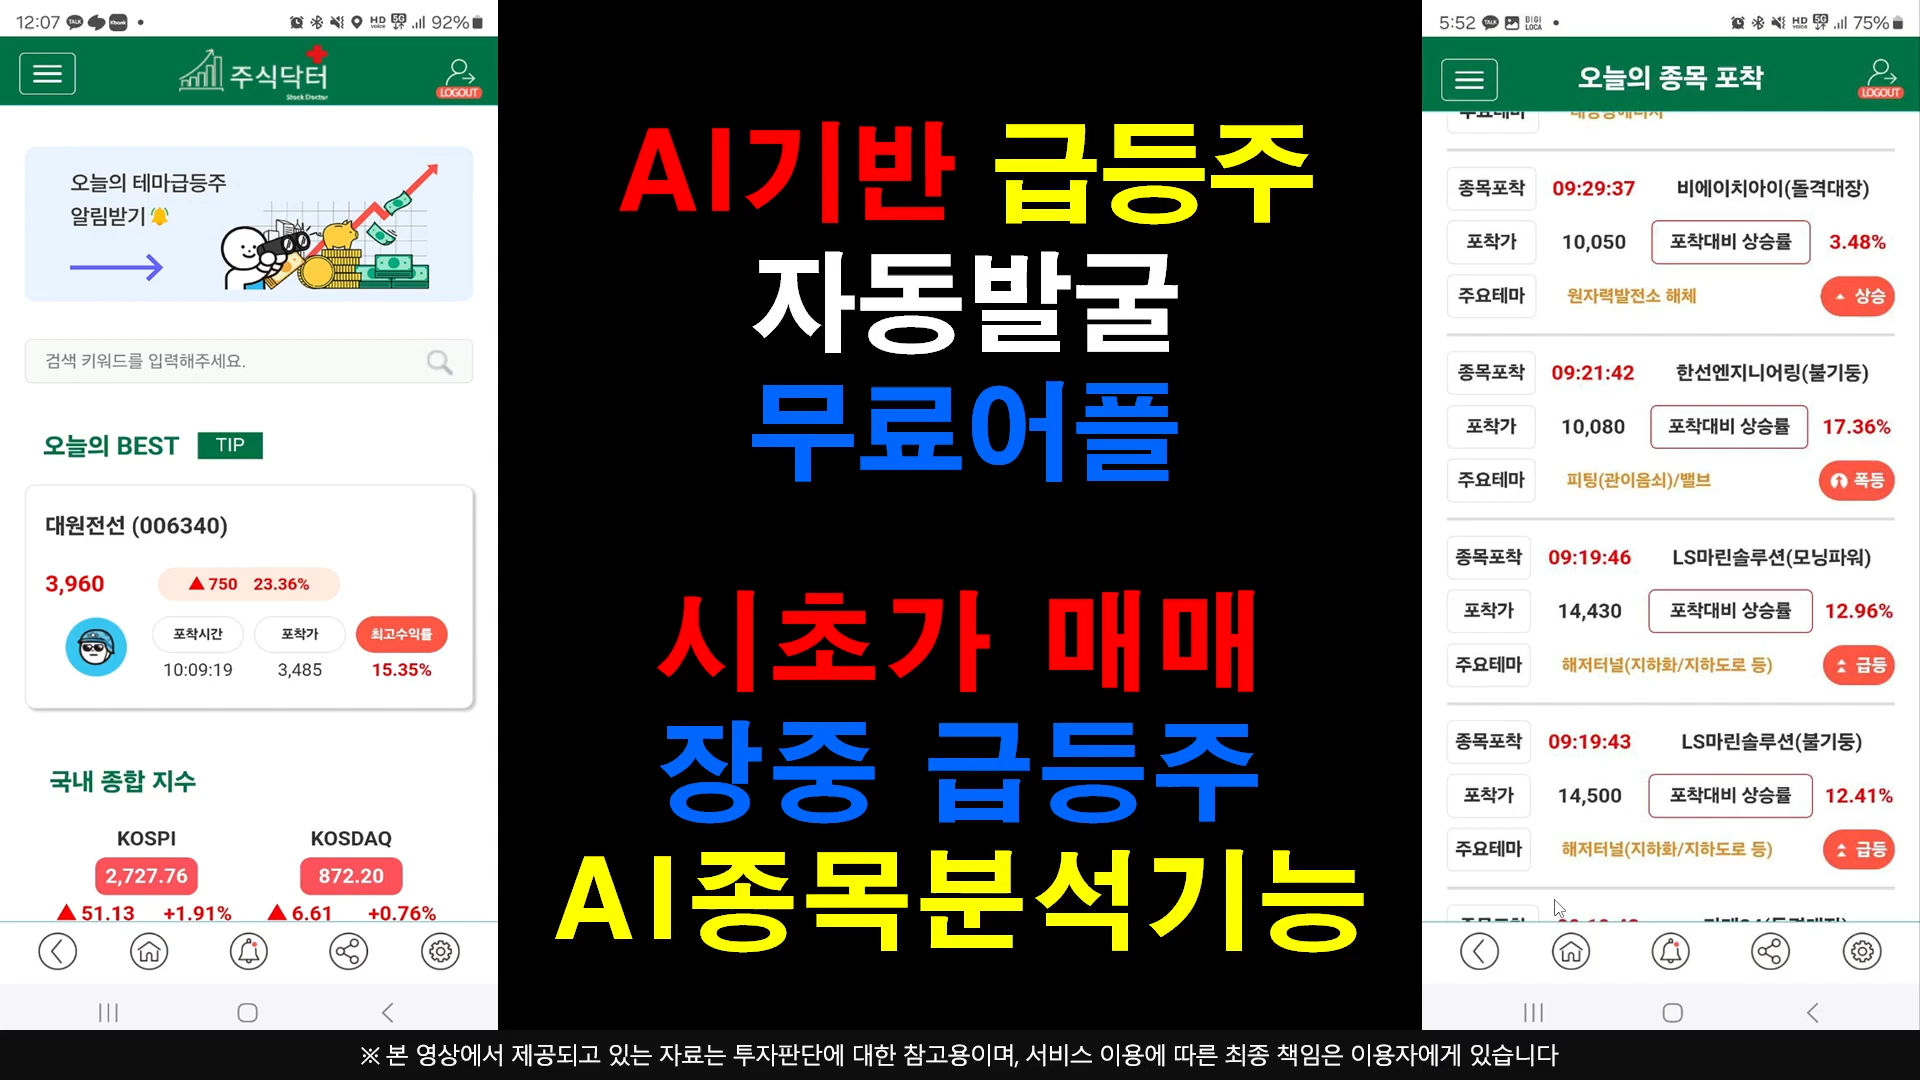 12:07 92%
주식닥터
Stock Doctor
LOGOUT
오늘의 테마급등주
알림받기
검색 키워드를 입력해주세요.
오늘의 BEST TIP
대원전선 (006340)
3,960 ▲ 750 23.36%
포착시간 포착가 최고수익률
10:09:19 3,485 15.35%
국내 종합 지수
KOSPI KOSDAQ
2,727.76 872.20
▲ 51.13 +1.91% ▲ 6.61 +0.76%
AI기반 급등주
자동발굴
무료어플
시초가 매매
장중 급등주
AI종목분석기능
5:52 75%
오늘의 종목 포착
LOGOUT
종목포착 09:29:37 비에이치아이(돌격대장)
포착가 10,050 포착대비 상승률 3.48%
주요테마 원자력발전소 해체 상승
종목포착 09:21:42 한선엔지니어링(불기둥)
포착가 10,080 포착대비 상승률 17.36%
주요테마 피팅(관이음쇠)/밸브 폭등
종목포착 09:19:46 LS마린솔루션(모닝파워)
포착가 14,430 포착대비 상승률 12.96%
주요테마 해저터널(지하화/지하도로 등) 급등
종목포착 09:19:43 LS마린솔루션(불기둥)
포착가 14,500 포착대비 상승률 12.41%
주요테마 해저터널(지하화/지하도로 등) 급등
※ 본 영상에서 제공되고 있는 자료는 투자판단에 대한 참고용이며, 서비스 이용에 따른 최종 책임은 이용자에게 있습니다